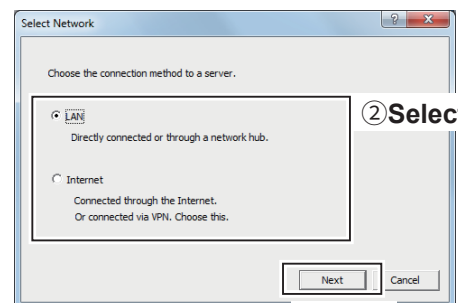 Select Network
?
Choose the connection method to a server.
LAN
Directly connected or through a network hub.
②Selec
Internet
Connected through the Internet.
Or connected via VPN. Choose this.
Next
Cancel